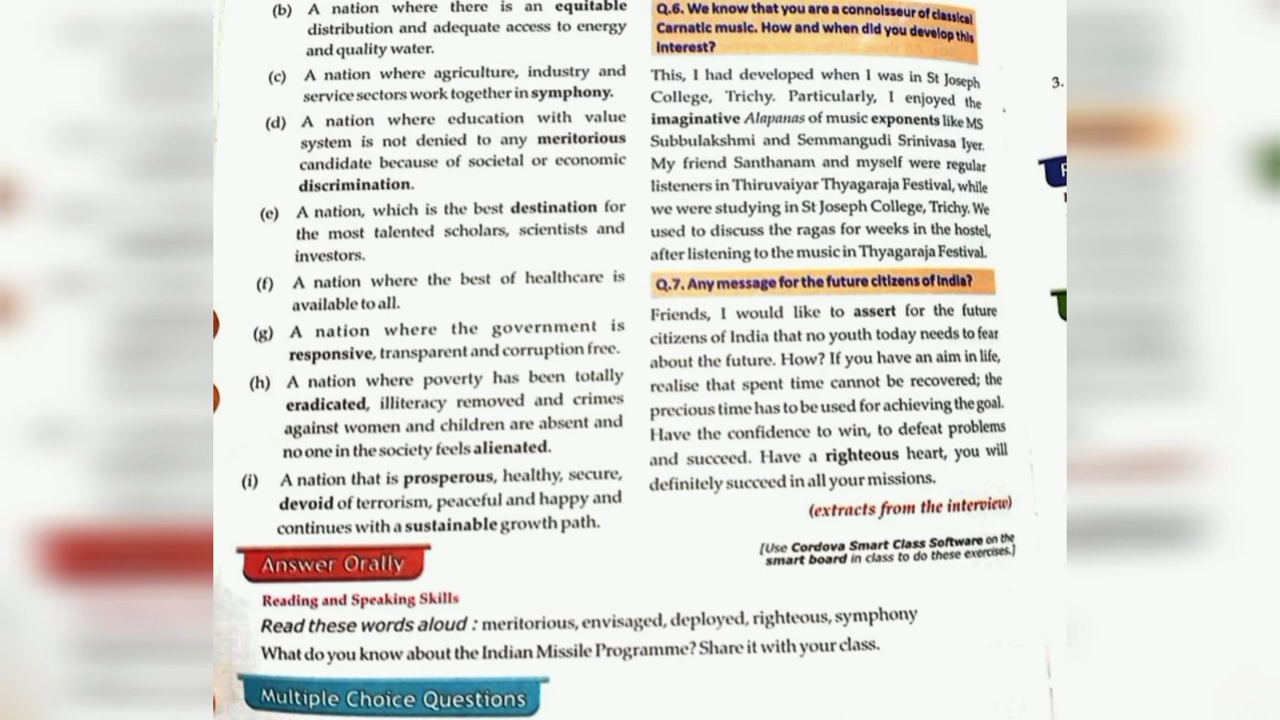 (b) A nation where there is an equitable
distribution and adequate access to energy
and quality water.
(c) A nation where agriculture, industry and
service sectors work together in symphony.
(d) A nation where education with value
system is not denied to any meritorious
candidate because of societal or economic
discrimination.
(e) A nation, which is the best destination for
the most talented scholars, scientists and
investors.
(f) A nation where the best of healthcare is
available to all.
(g) A nation where the government is
responsive, transparent and corruption free.
(h) A nation where poverty has been totally
eradicated, illiteracy removed and crimes
against women and children are absent and
no one in the society feels alienated.
(i) A nation that is prosperous, healthy, secure,
devoid of terrorism, peaceful and happy and
continues with a sustainable growth path.
Q.6. We know that you are a connoisseur of classical
Carnatic music. How and when did you develop this
interest?
This, I had developed when I was in St Joseph
College, Trichy. Particularly, I enjoyed the
imaginative Alapanas of music exponents like MS
Subbulakshmi and Semmangudi Srinivasa Iyer.
My friend Santhanam and myself were regular
listeners in Thiruvaiyar Thyagaraja Festival, while
we were studying in St Joseph College, Trichy. We
used to discuss the ragas for weeks in the hostel,
after listening to the music in Thyagaraja Festival.
Q.7. Any message for the future citizens of India?
Friends, I would like to assert for the future
citizens of India that no youth today needs to fear
about the future. How? If you have an aim in life,
realise that spent time cannot be recovered; the
precious time has to be used for achieving the goal.
Have the confidence to win, to defeat problems
and succeed. Have a righteous heart, you will
definitely succeed in all your missions.
(extracts from the interview)
[Use Cordova Smart Class Software on the
smart board in class to do these exercises.]
Answer Orally
Reading and Speaking Skills
Read these words aloud : meritorious, envisaged, deployed, righteous, symphony
What do you know about the Indian Missile Programme? Share it with your class.
Multiple Choice Questions
3.